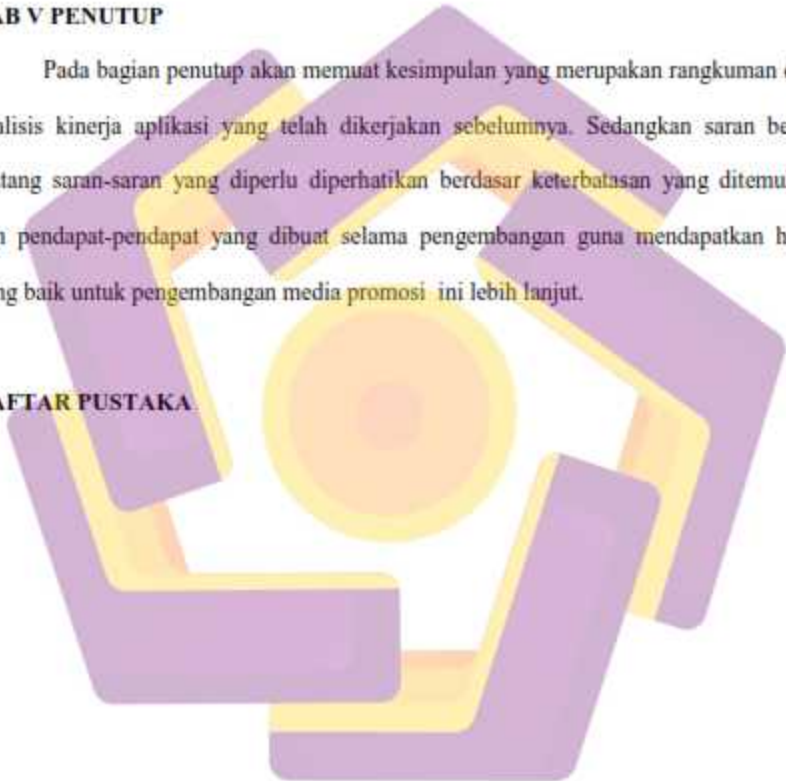 AB V PENUTUP
Pada bagian penutup akan memuat kesimpulan yang merupakan rangkuman
alisis kinerja aplikasi yang telah dikerjakan sebelumnya. Sedangkan saran be
tang saran-saran yang diperlu diperhatikan berdasar keterbatasan yang ditemu
pendapat-pendapat yang dibuat selama pengembangan guna mendapatkan h
ng baik untuk pengembangan media promosi ini lebih lanjut.
AFTAR PUSTAKA